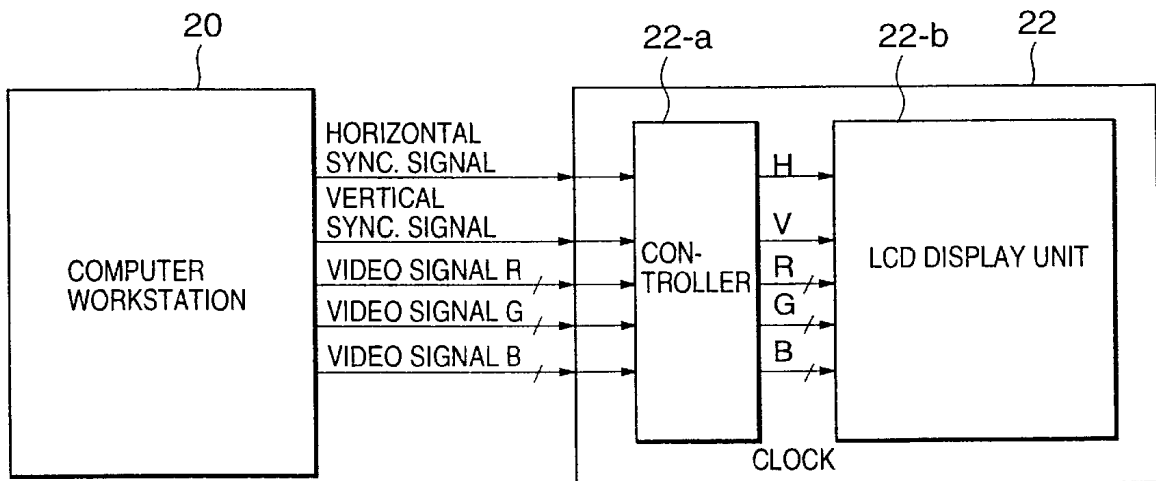 20
22-a
22-b
22
HORIZONTAL
SYNC. SIGNAL
VERTICAL
SYNC. SIGNAL
VIDEO SIGNAL R
VIDEO SIGNAL G
VIDEO SIGNAL B
COMPUTER
WORKSTATION
CON-
TROLLER
H
V
R
G
B
LCD DISPLAY UNIT
CLOCK